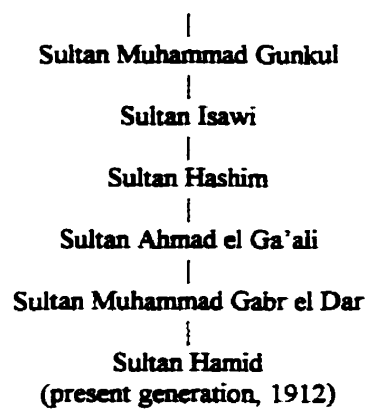 Sultan Muhammad Gunkul
Sultan Isawi
Sultan Hashim
Sultan Ahmad el Ga'ali
Sultan Muhammad Gabr el Dar
Sultan Hamid
(present generation, 1912)